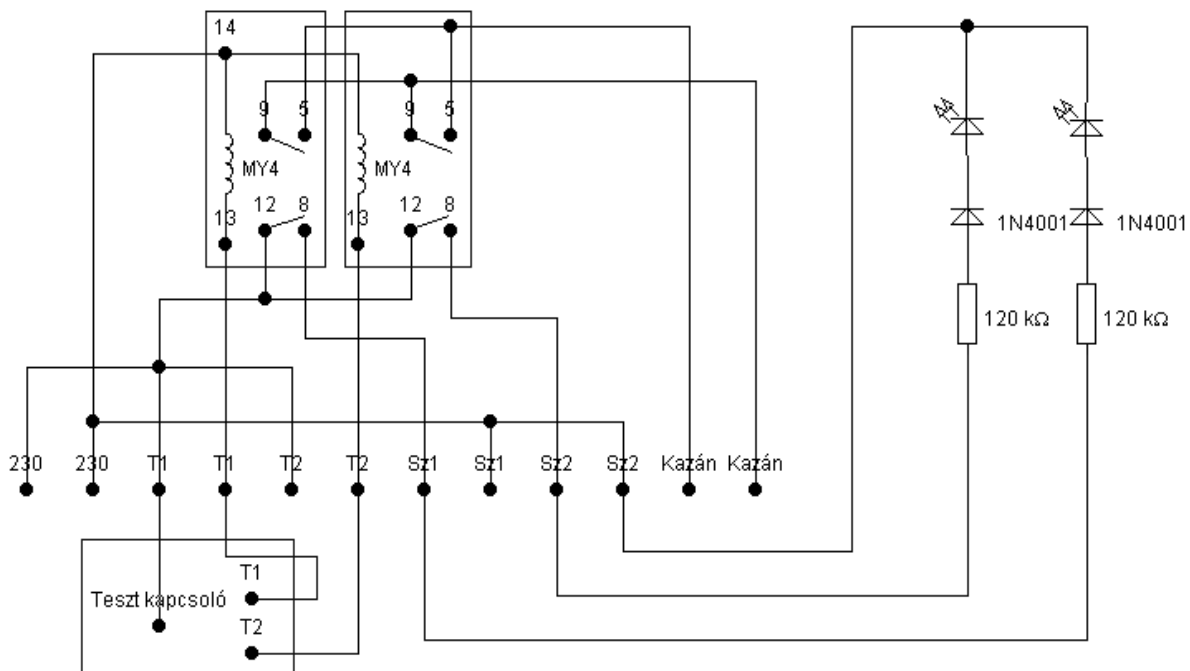 14
9 5 9 5
MY4 MY4
13 12 8 13 12 8
1N4001 1N4001
120 kΩ 120 kΩ
230 230 T1 T1 T2 T2 Sz1 Sz1 Sz2 Sz2 Kazán Kazán
T1
Teszt kapcsoló
T2